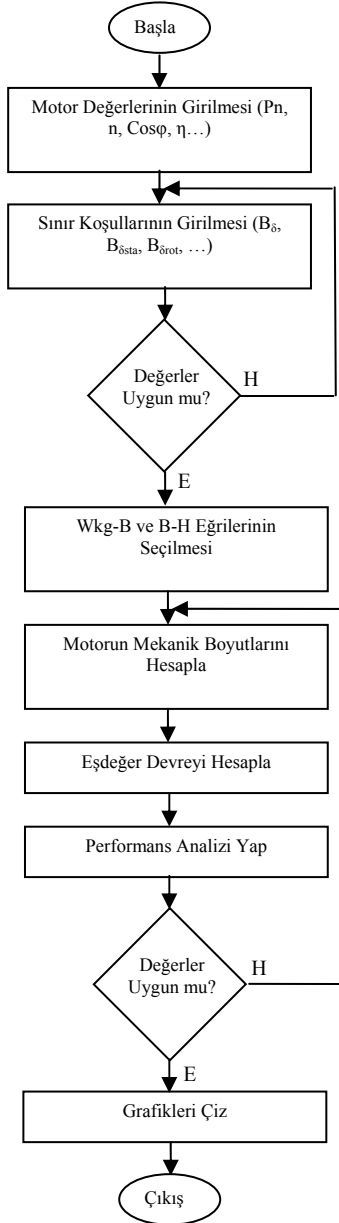 Başla
Motor Değerlerinin Girilmesi (Pn,
n, Cosφ, η…)
Sınır Koşullarının Girilmesi (Bδ,
Bδsta, Bδrot, …)
Değerler
Uygun mu?
H
E
Wkg-B ve B-H Eğrilerinin
Seçilmesi
Motorun Mekanik Boyutlarını
Hesapla
Eşdeğer Devreyi Hesapla
Performans Analizi Yap
Değerler
Uygun mu?
H
E
Grafikleri Çiz
Çıkış